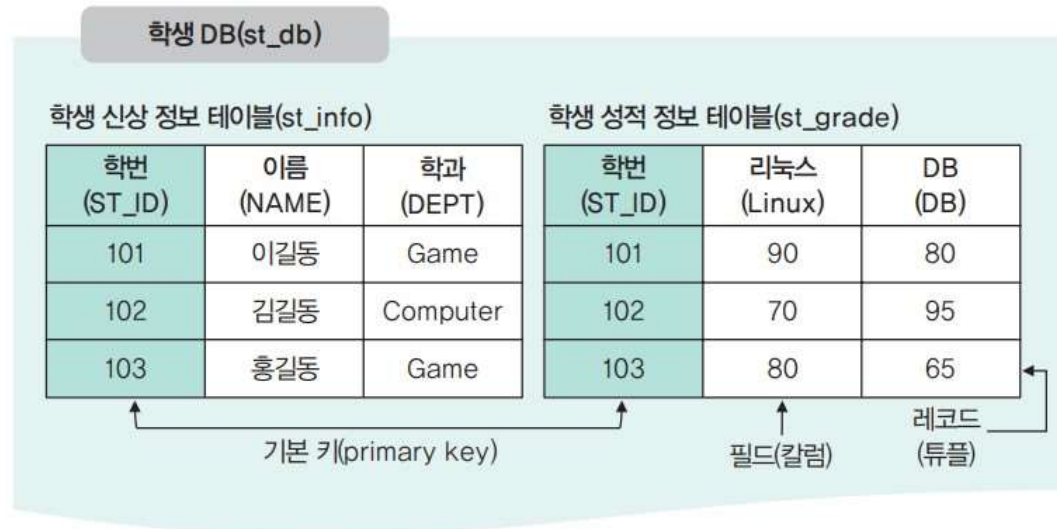 학생 DB(st_db)
학생 신상 정보 테이블(st_info)
학번 이름 학과
(ST_ID) (NAME) (DEPT)
101 이길동 Game
102 김길동 Computer
103 홍길동 Game
학생 성적 정보 테이블(st_grade)
학번 리눅스 DB
(ST_ID) (Linux) (DB)
101 90 80
102 70 95
103 80 65
기본 키(primary key)
필드(칼럼)
레코드
(튜플)